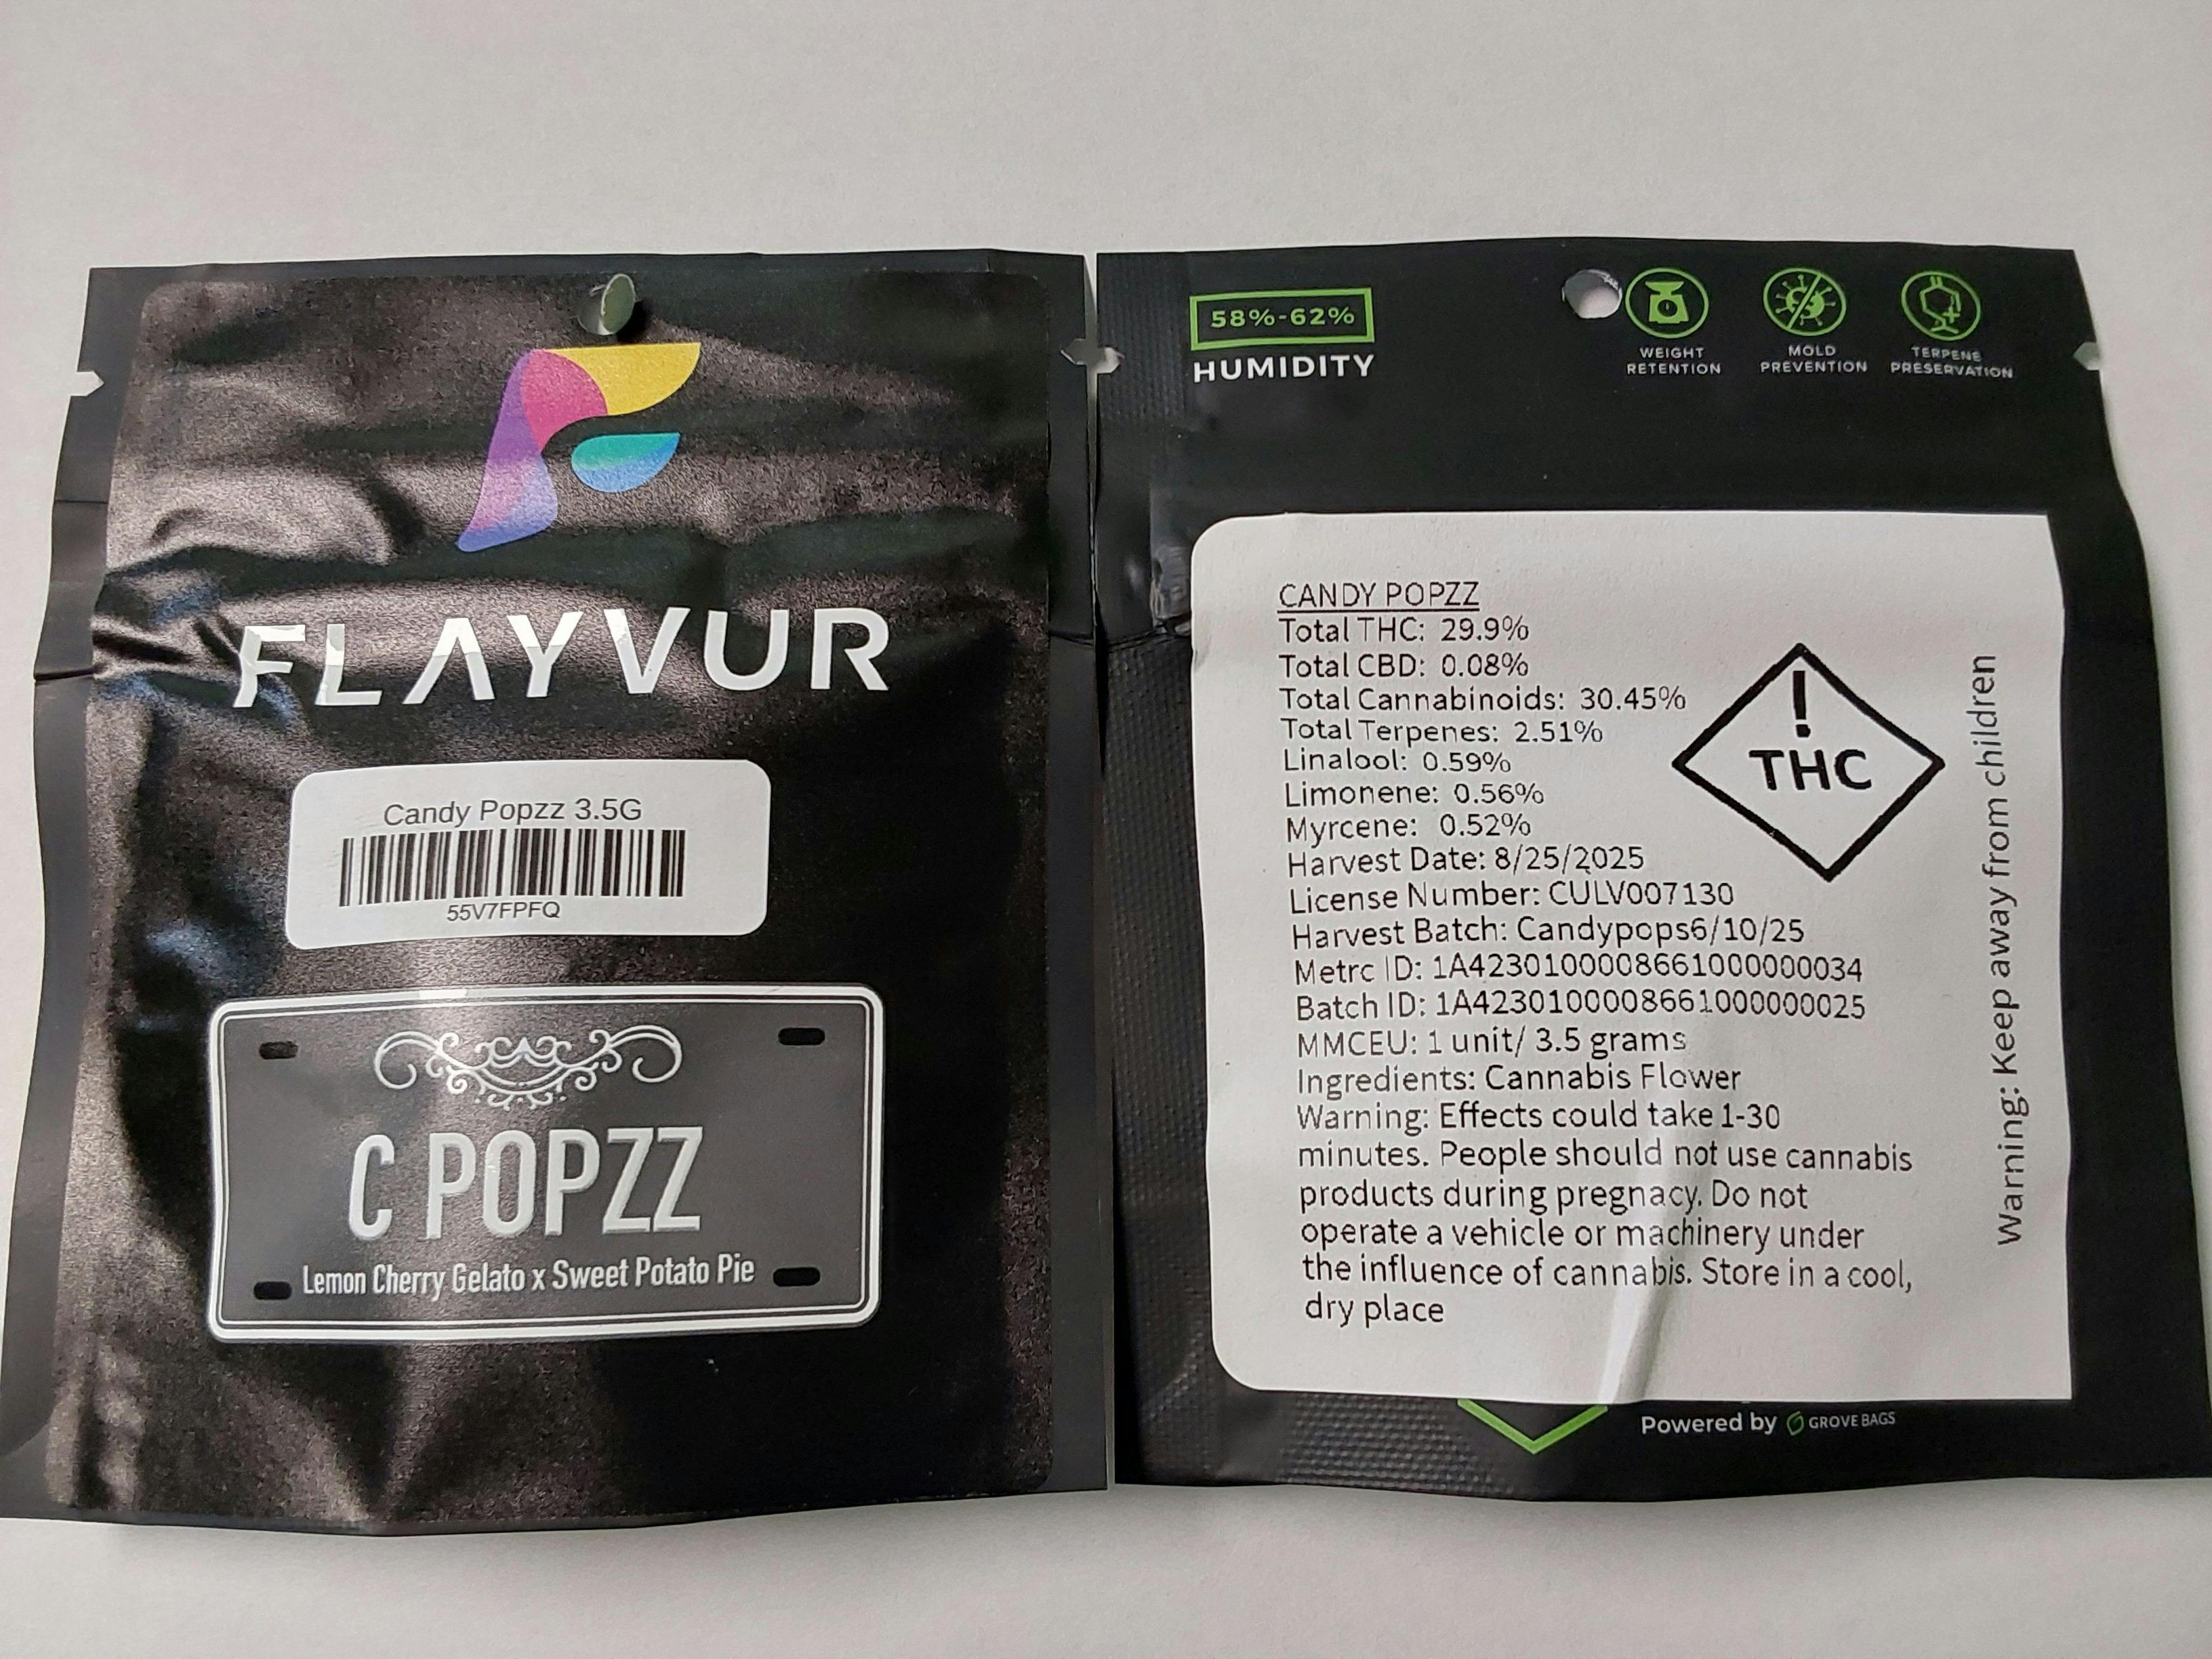 FLAYVUR
Candy Popzz 3.5G
55V7FPFQ
C POPZZ
Lemon Cherry Gelato x Sweet Potato Pie
58%-62%
HUMIDITY
WEIGHT
RETENTION
MOLD
PREVENTION
TERPENE
PRESERVATION
CANDY POPZZ
Total THC: 29.9%
Total CBD: 0.08%
Total Cannabinoids: 30.45%
Total Terpenes: 2.51%
Linalool: 0.59%
Limonene: 0.56%
Myrcene: 0.52%
Harvest Date: 8/25/2025
License Number: CULV007130
Harvest Batch: Candypops6/10/25
Metrc ID: 1A4230100008661000000034
Batch ID: 1A4230100008661000000025
MMCEU: 1 unit/ 3.5 grams
Ingredients: Cannabis Flower
Warning: Effects could take 1-30
minutes. People should not use cannabis
products during pregnacy. Do not
operate a vehicle or machinery under
the influence of cannabis. Store in a cool,
dry place
!
THC
Warning: Keep away from children
Powered by GROVE BAGS